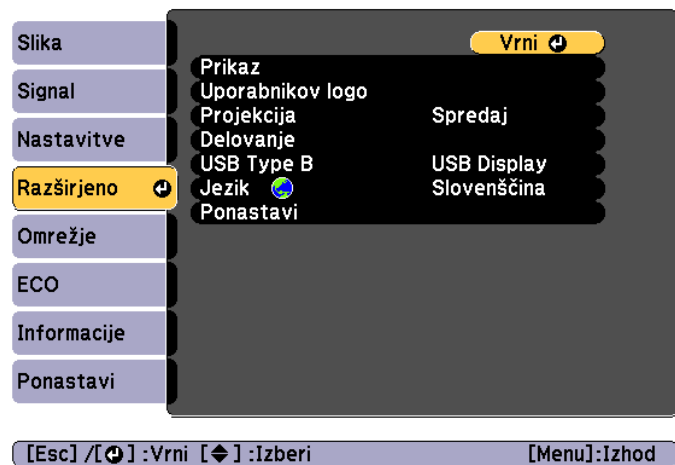 Slika
Signal
Nastavitve
Razširjeno
Omrežje
ECO
Informacije
Ponastavi
Vrni
Prikaz
Uporabnikov logo
Projekcija Spredaj
Delovanje
USB Type B USB Display
Jezik Slovenščina
Ponastavi
[Esc] /[ ] :Vrni [ ] :Izberi [Menu]:Izhod